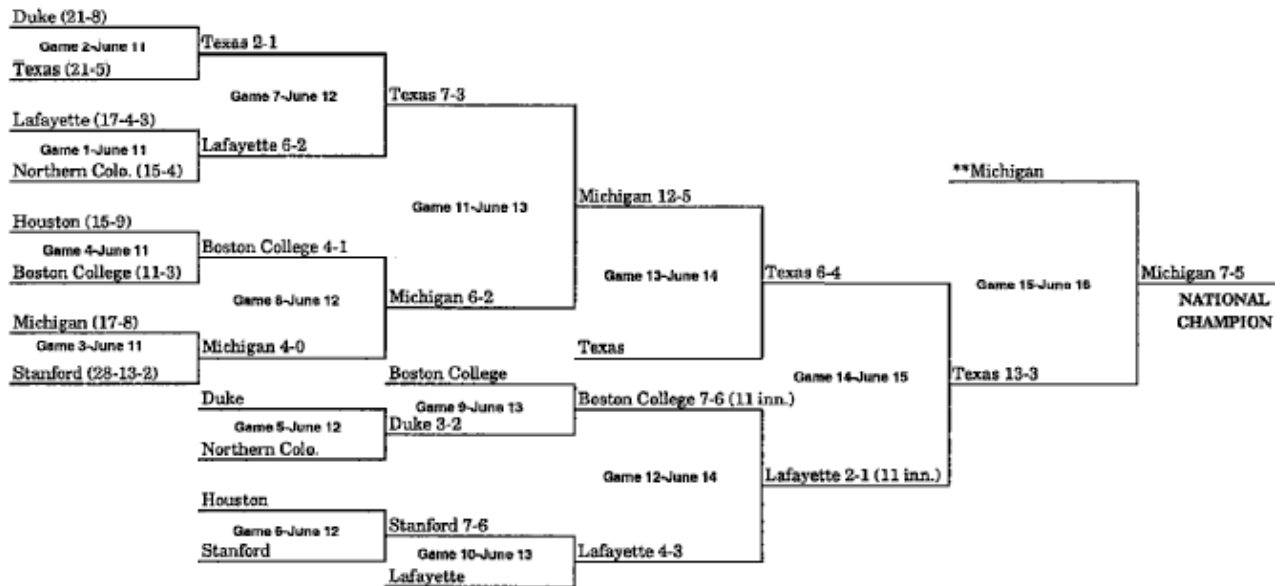 Duke (21-8)
Game 2-June 11
Texas 2-1
Texas (21-5)
Game 7-June 12
Texas 7-3
Lafayette (17-4-3)
Game 1-June 11
Lafayette 6-2
Northern Colo. (15-4)
**Michigan
Game 11-June 13
Michigan 12-5
Houston (15-9)
Game 4-June 11
Boston College 4-1
Boston College (11-3)
Game 13-June 14
Texas 6-4
Game 15-June 16
Michigan 7-5
NATIONAL
CHAMPION
Game 8-June 12
Michigan 6-2
Michigan (17-8)
Game 3-June 11
Michigan 4-0
Texas
Stanford (28-13-2)
Boston College
Game 14-June 15
Texas 13-3
Duke
Game 9-June 13
Boston College 7-6 (11 inn.)
Game 5-June 12
Duke 3-2
Northern Colo.
Game 12-June 14
Lafayette 2-1 (11 inn.)
Houston
Game 6-June 12
Stanford 7-6
Stanford
Game 10-June 13
Lafayette 4-3
Lafayette